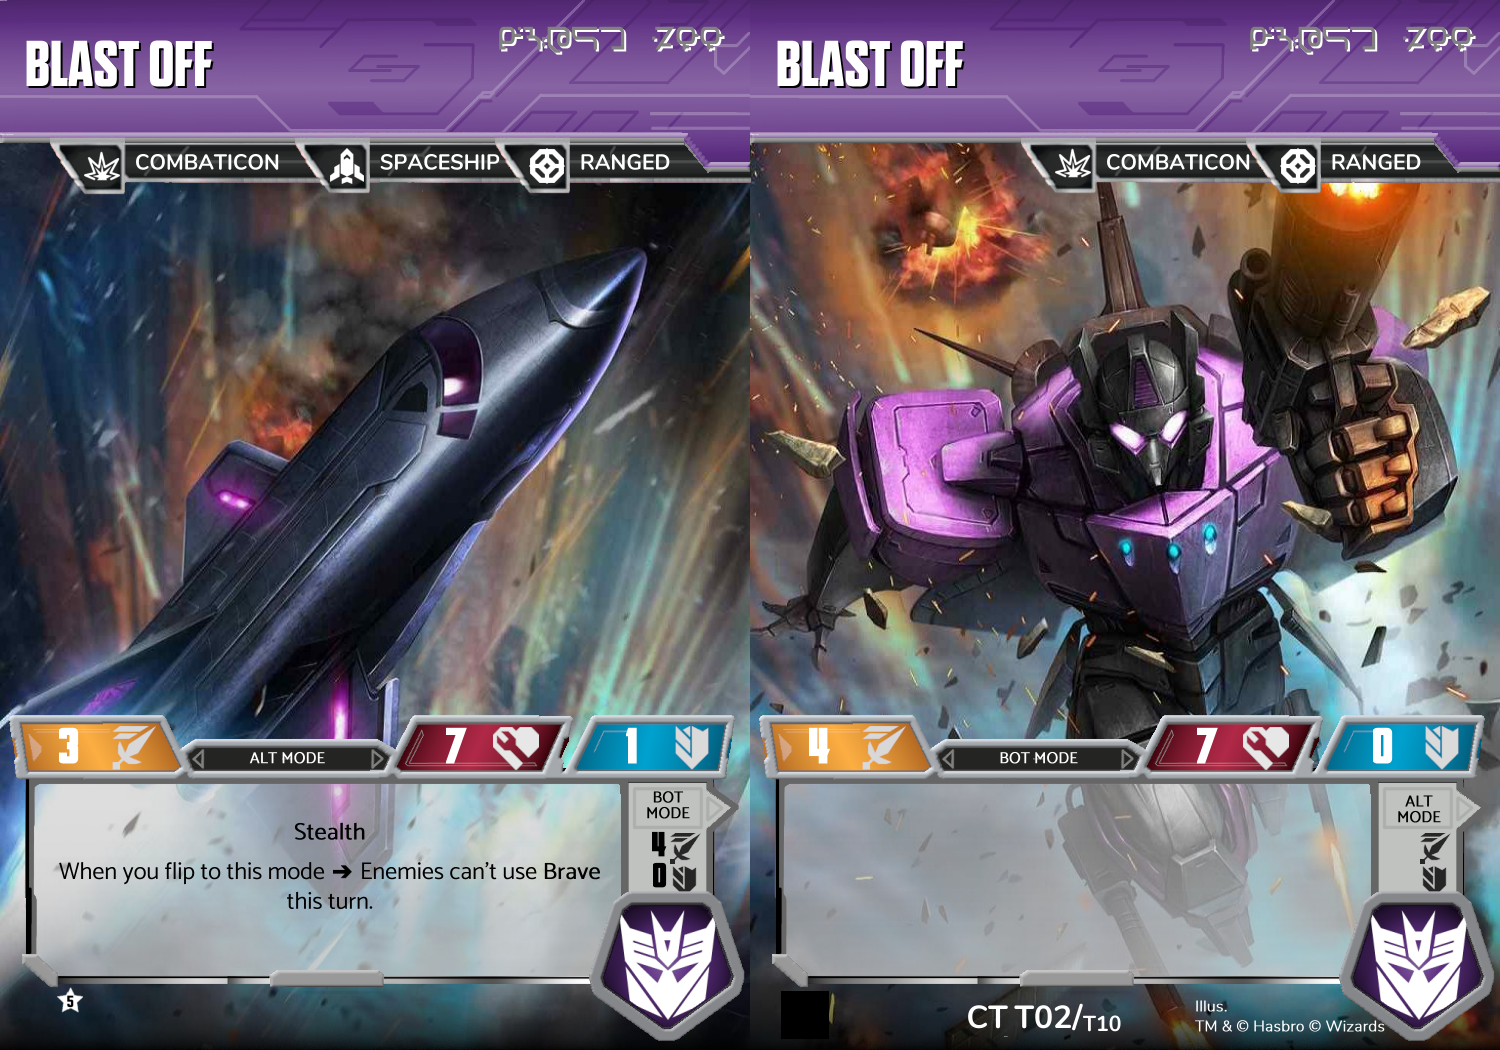 BLAST OFF
COMBATICON
SPACESHIP
RANGED
3
ALT MODE
7
1
Stealth
When you flip to this mode ➔ Enemies can't use Brave
this turn.
BOT
MODE
4
0
5
BLAST OFF
COMBATICON
RANGED
4
BOT MODE
7
0
ALT
MODE
CT T02/T10
Illus.
TM & © Hasbro © Wizards